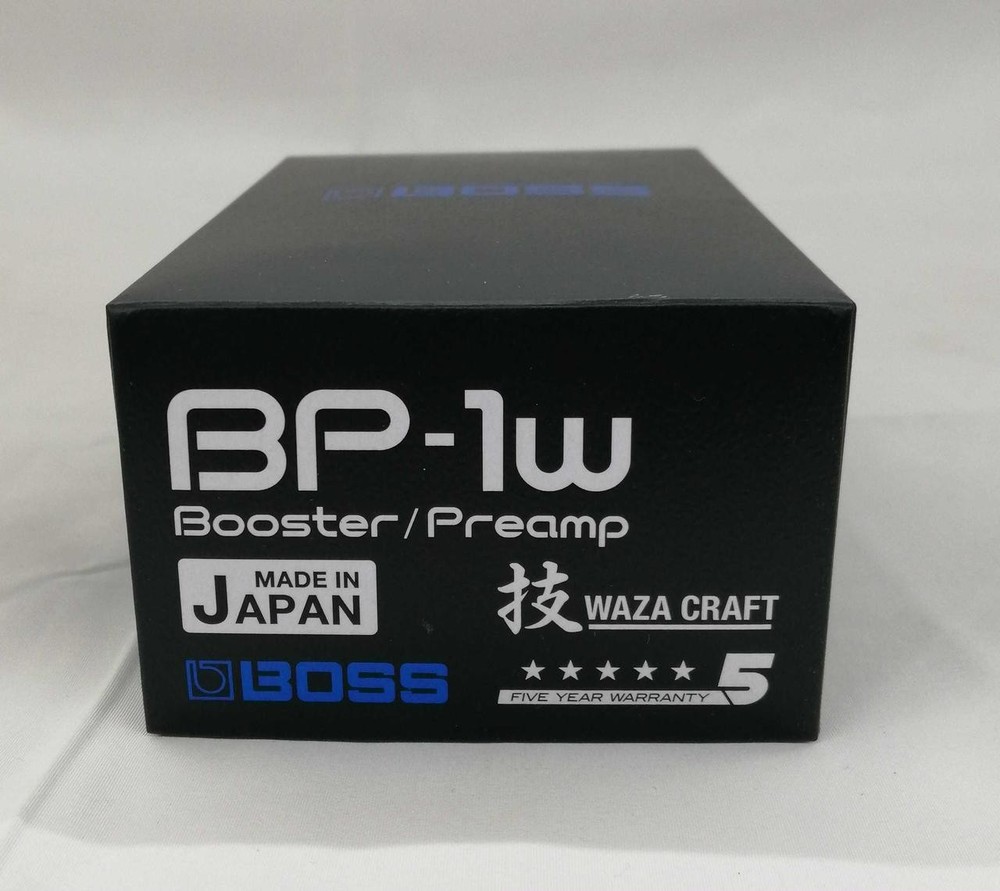 BOSS
BP-1w
Booster/Preamp
MADE IN
JAPAN
技 WAZA CRAFT
BOSS
★★★★★ 5
FIVE YEAR WARRANTY